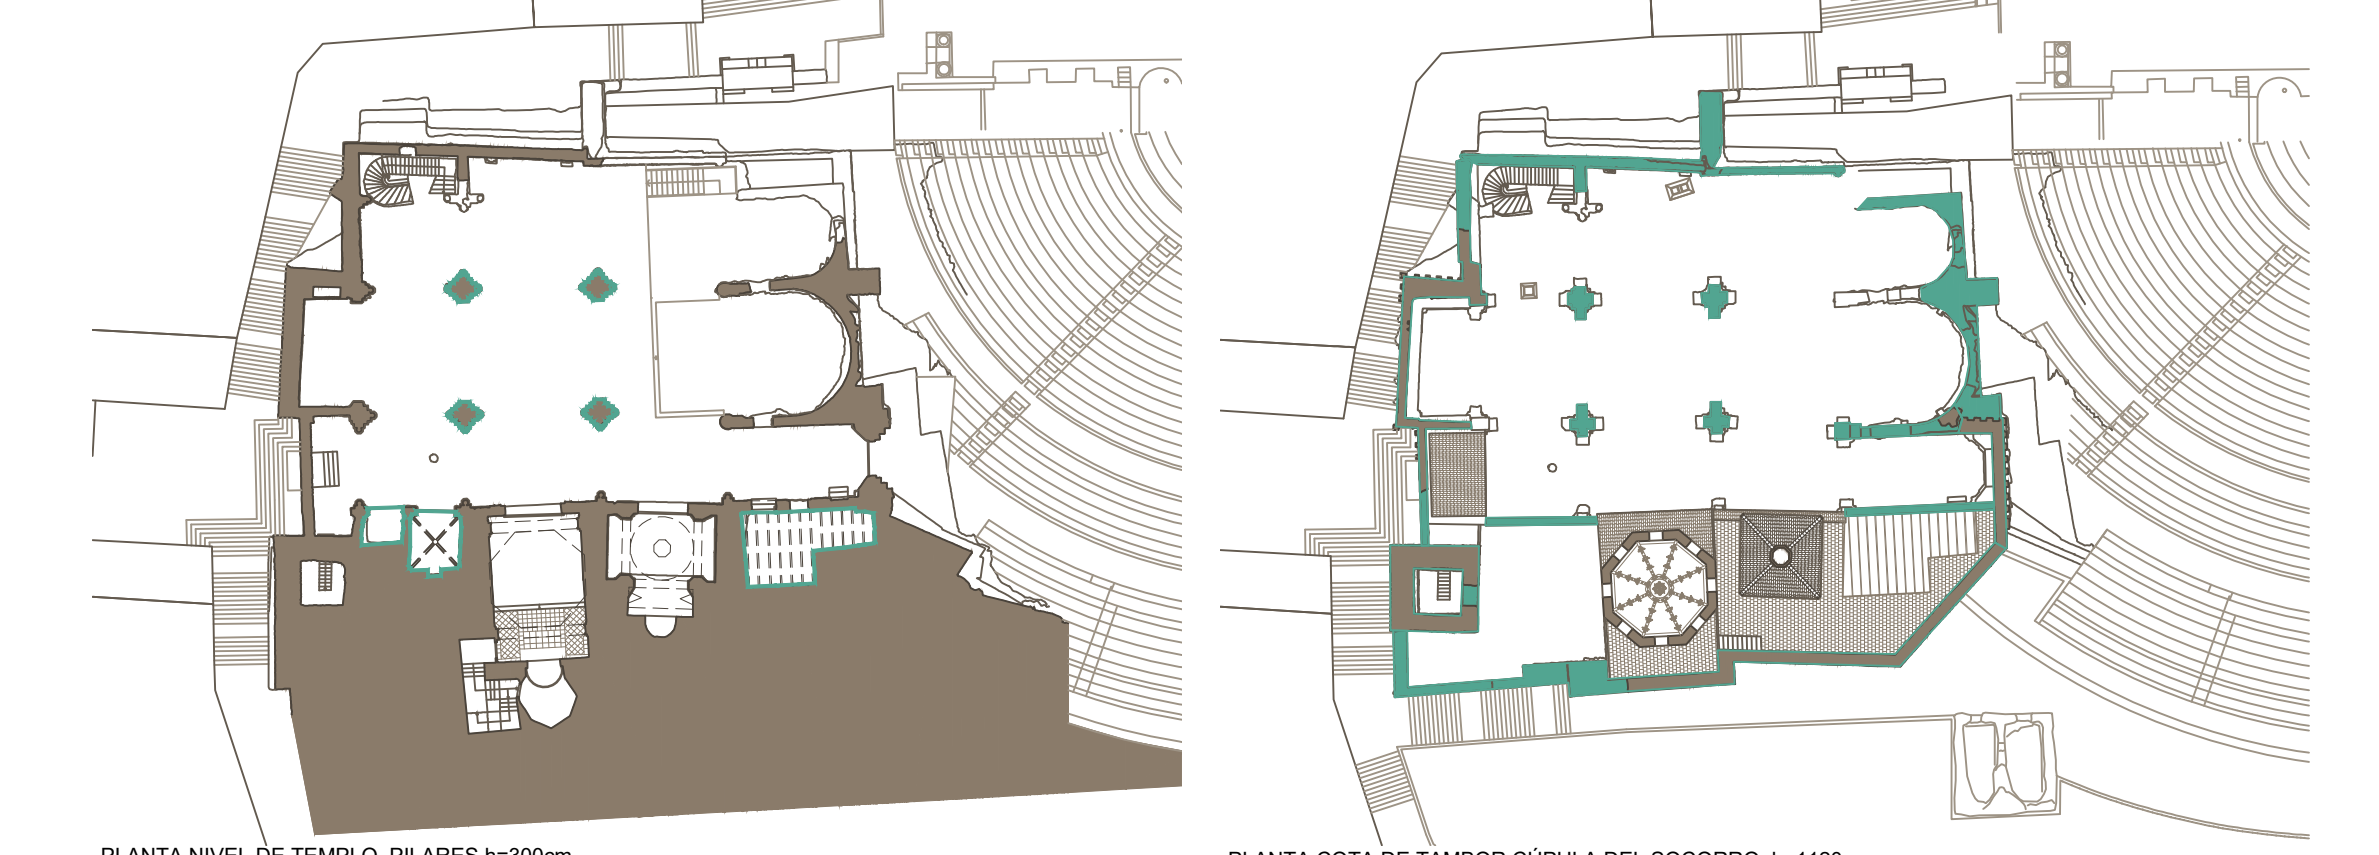 PLANTA NIVEL DE TEMPLO. PILARES h=300cm
PLANTA COTA DE TAMBOR CÚPULA DEL SOCORRO